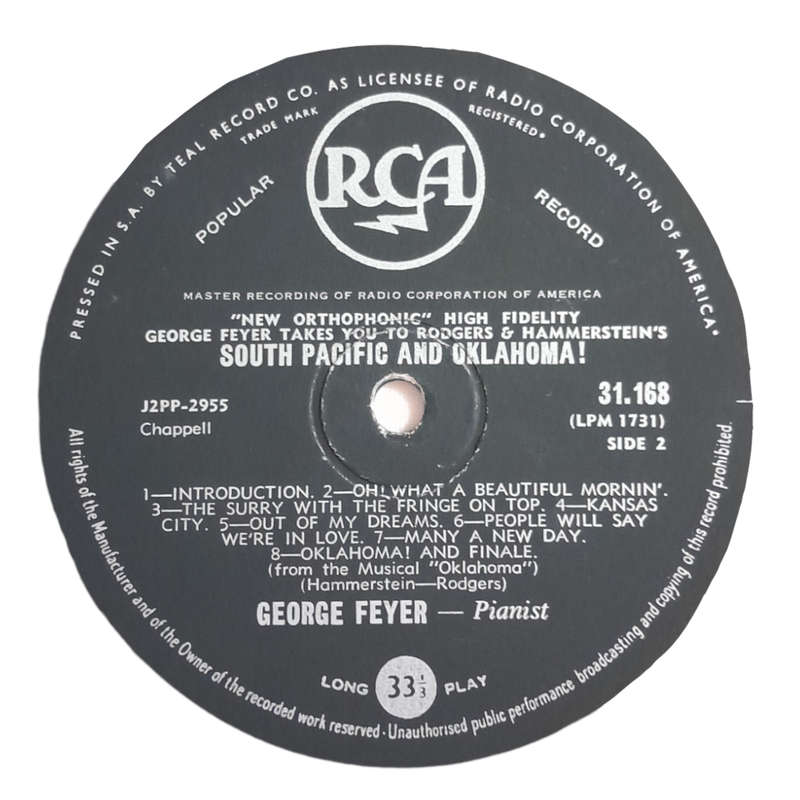 PRESSED IN S.A. BY TEAL RECORD CO. AS LICENSEE OF RADIO CORPORATION OF AMERICA.
TRADE MARK
REGISTERED.
RCA
POPULAR
RECORD
MASTER RECORDING OF RADIO CORPORATION OF AMERICA
"NEW ORTHOPHONIC" HIGH FIDELITY
GEORGE FEYER TAKES YOU TO RODGERS & HAMMERSTEIN'S
SOUTH PACIFIC AND OKLAHOMA!
J2PP-2955
Chappell
31.168
(LPM 1731)
SIDE 2
1—INTRODUCTION. 2—OH! WHAT A BEAUTIFUL MORNIN'.
3—THE SURRY WITH THE FRINGE ON TOP. 4—KANSAS
CITY. 5—OUT OF MY DREAMS. 6—PEOPLE WILL SAY
WE'RE IN LOVE. 7—MANY A NEW DAY.
8—OKLAHOMA! AND FINALE.
(from the Musical "Oklahoma")
(Hammerstein—Rodgers)
GEORGE FEYER — Pianist
LONG 33⅓ PLAY
All rights of the Manufacturer and of the Owner of the recorded work reserved · Unauthorised public performance broadcasting and copying of this record prohibited.